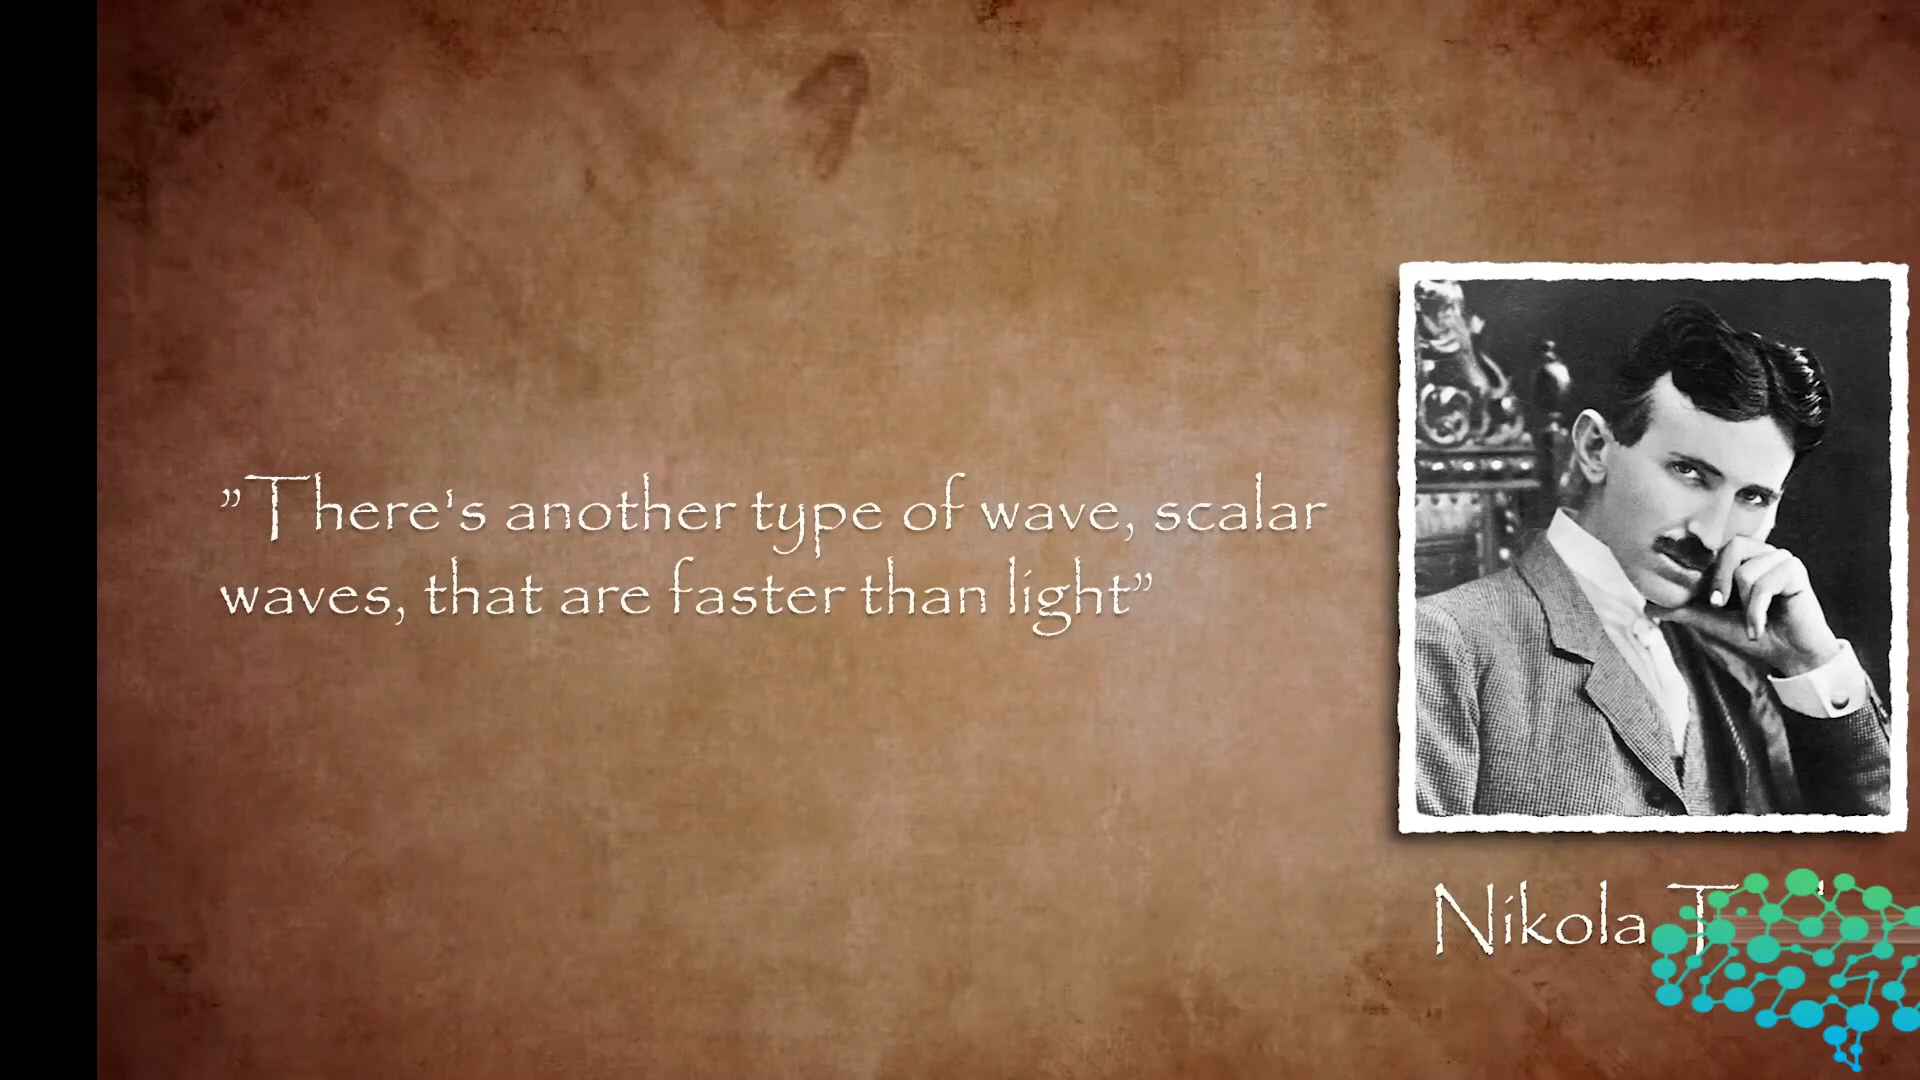 ”There's another type of wave, scalar
waves, that are faster than light”
Nikola